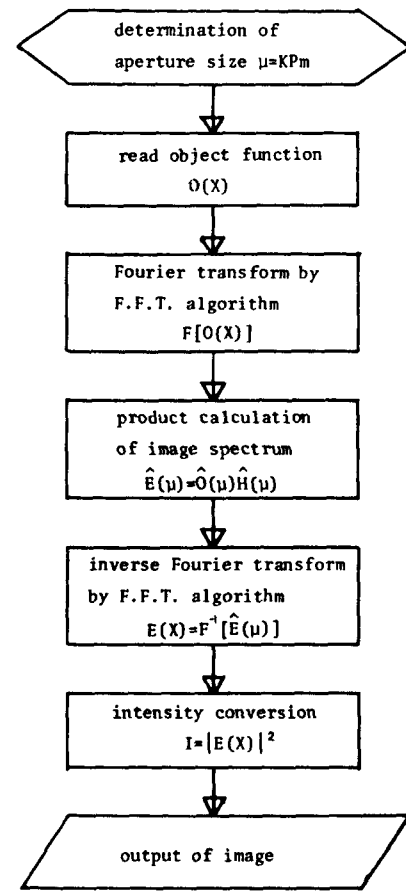 determination of
aperture size μ=KPm
read object function
O(X)
Fourier transform by
F.F.T. algorithm
F[O(X)]
product calculation
of image spectrum
Ê(μ)=Ô(μ)Ĥ(μ)
inverse Fourier transform
by F.F.T. algorithm
E(X)=F⁻¹[Ê(μ)]
intensity conversion
I=|E(X)|²
output of image